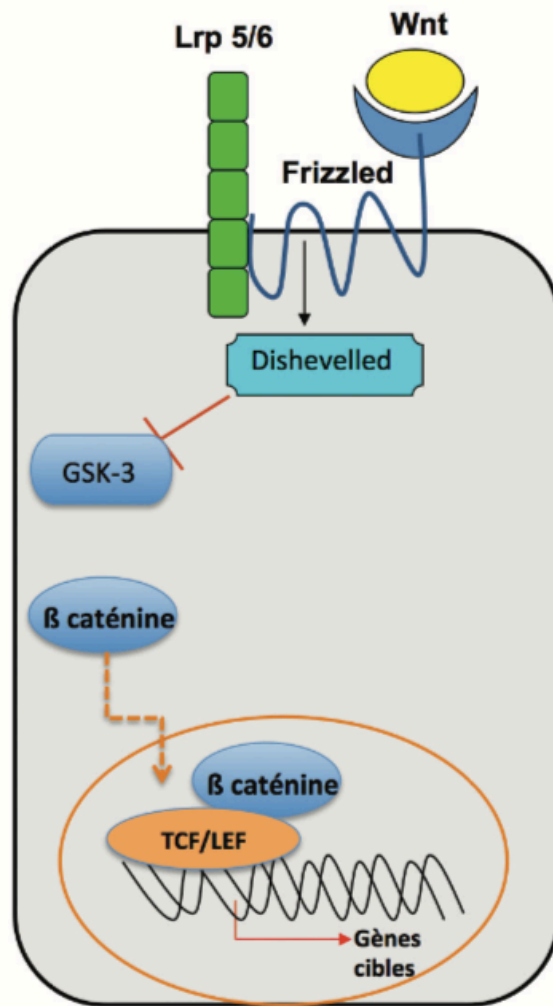 Lrp 5/6
Wnt
Frizzled
Dishevelled
GSK-3
ß caténine
ß caténine
TCF/LEF
Gènes
cibles